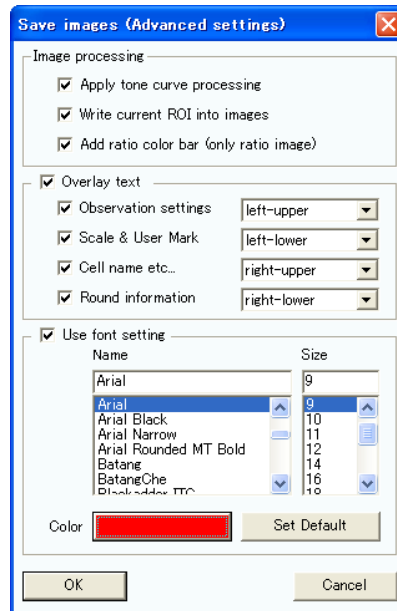 Save images (Advanced settings)
Image processing
Apply tone curve processing
Write current ROI into images
Add ratio color bar (only ratio image)
Overlay text
Observation settings left-upper
Scale & User Mark left-lower
Cell name etc... right-upper
Round information right-lower
Use font setting
Name Size
Arial 9
Arial 9
Arial Black 10
Arial Narrow 11
Arial Rounded MT Bold 12
Batang 14
BatangChe 16
Blackadder ITC 18
Color Set Default
OK Cancel